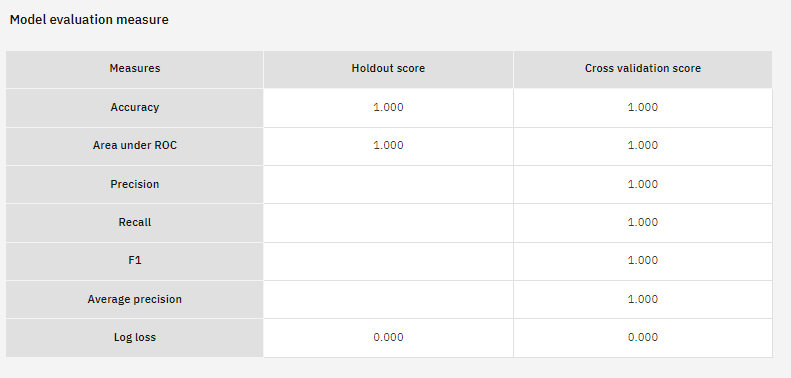 Model evaluation measure
Measures Holdout score Cross validation score
Accuracy 1.000 1.000
Area under ROC 1.000 1.000
Precision 1.000
Recall 1.000
F1 1.000
Average precision 1.000
Log loss 0.000 0.000